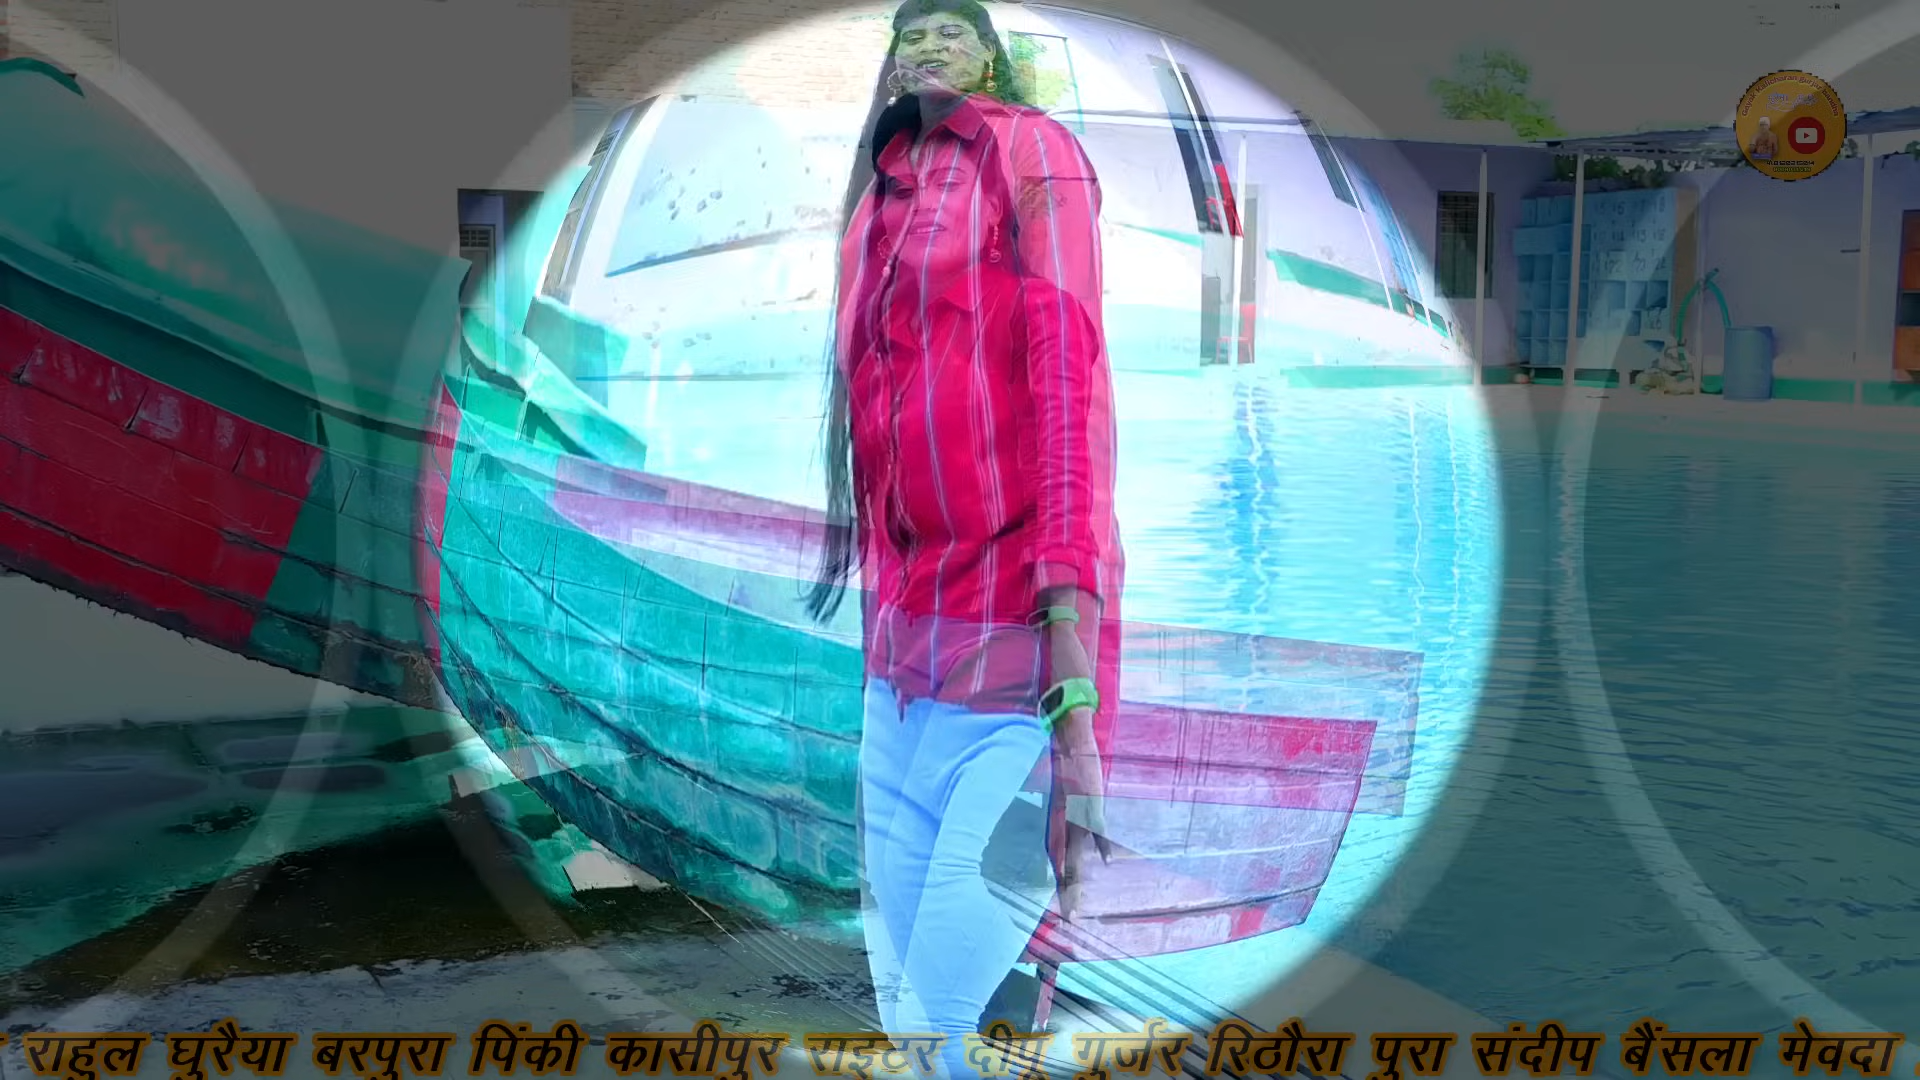 राहुल घुरैया बरपुरा पिंकी कासीपुर राइटर दीपू गुर्जर रिठौरा पुरा संदीप बैंसला मेवदा